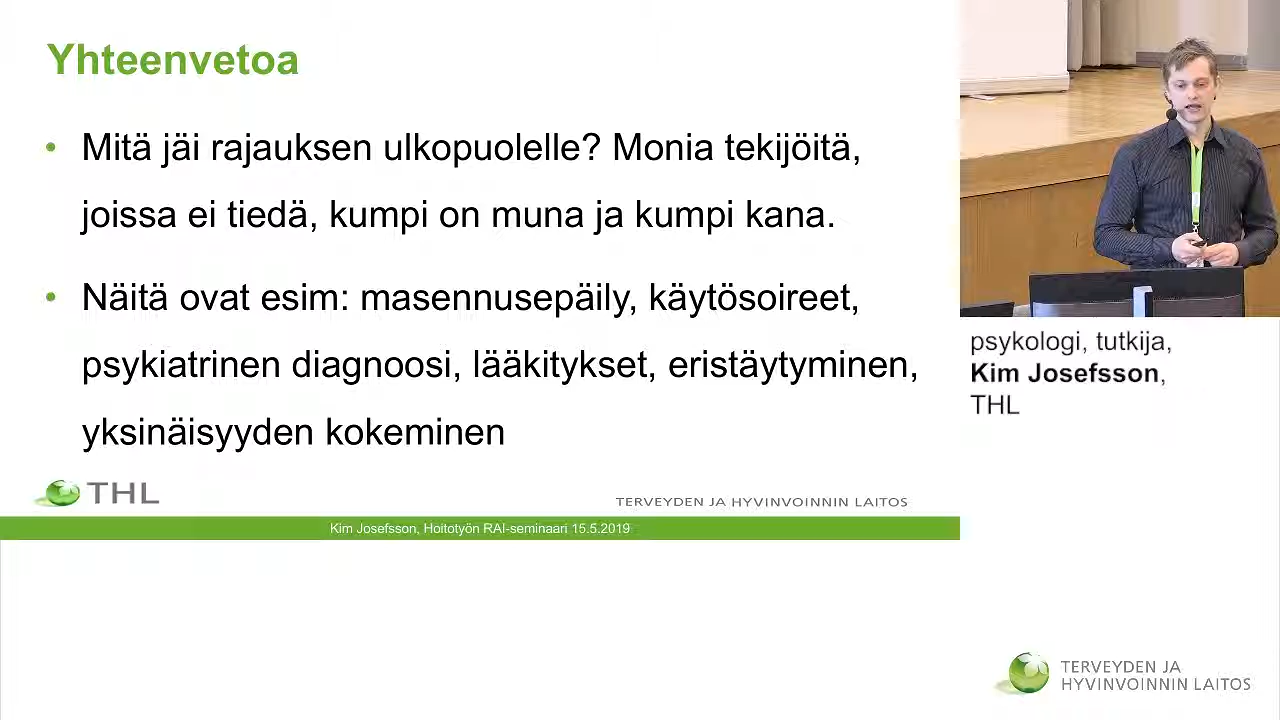 Yhteenvetoa
• Mitä jäi rajauksen ulkopuolelle? Monia tekijöitä,
joissa ei tiedä, kumpi on muna ja kumpi kana.
• Näitä ovat esim: masennusepäily, käytösoireet,
psykiatrinen diagnoosi, lääkitykset, eristäytyminen,
yksinäisyyden kokeminen
THL
TERVEYDEN JA HYVINVOINNIN LAITOS
Kim Josefsson, Hoitotyön RAI-seminaari 15.5.2019
psykologi, tutkija,
Kim Josefsson,
THL
TERVEYDEN JA
HYVINVOINNIN LAITOS